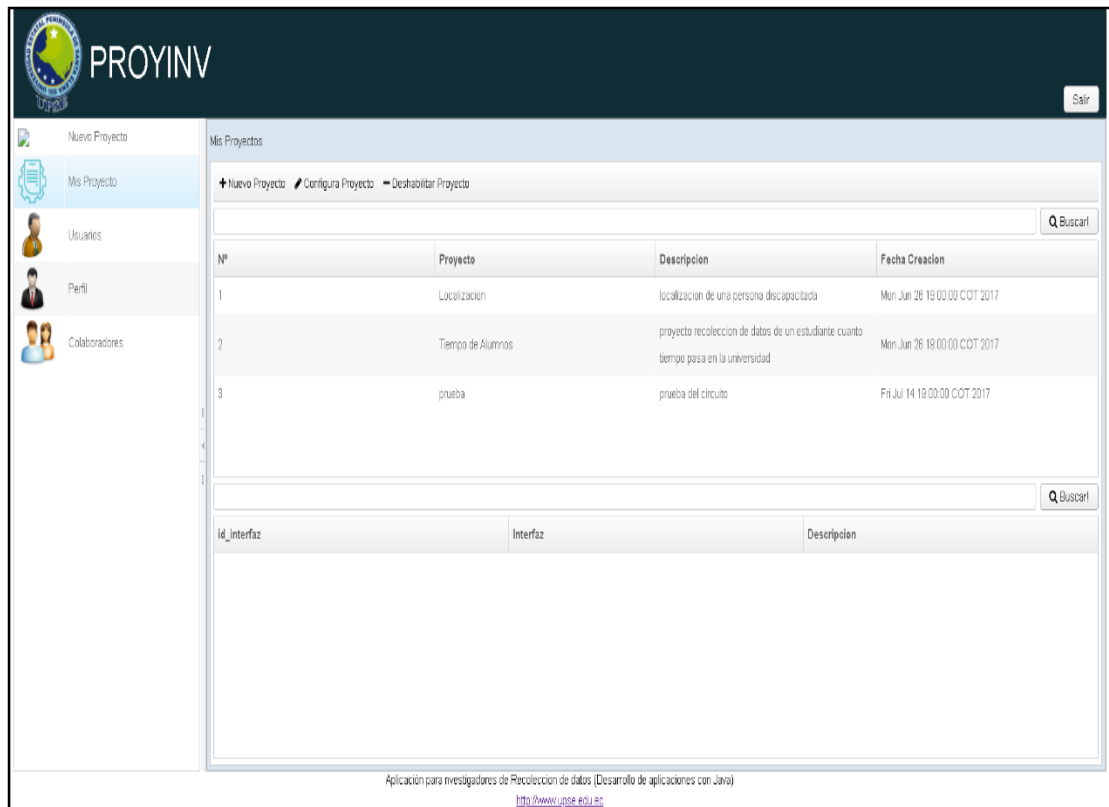 UPSE
PROYINV
Salir
Nuevo Proyecto
Mis Proyecto
Usuarios
Perfil
Colaboradores
Mis Proyectos
Nuevo Proyecto Configura Proyecto Deshabilitar Proyecto
Buscar!
Nº Proyecto Descripcion Fecha Creacion
1 Localizacion localizacion de una persona discapacitada Mon Jun 26 19:00:00 COT 2017
2 Tiempo de Alumnos proyecto recoleccion de datos de un estudiante cuanto Mon Jun 26 19:00:00 COT 2017
tiempo pasa en la universidad
3 prueba prueba del circuito Fri Jul 14 19:00:00 COT 2017
Buscar!
id_interfaz Interfaz Descripcion
Aplicación para nvestigadores de Recoleccion de datos (Desarrollo de aplicaciones con Java)
http://www.upse.edu.ec